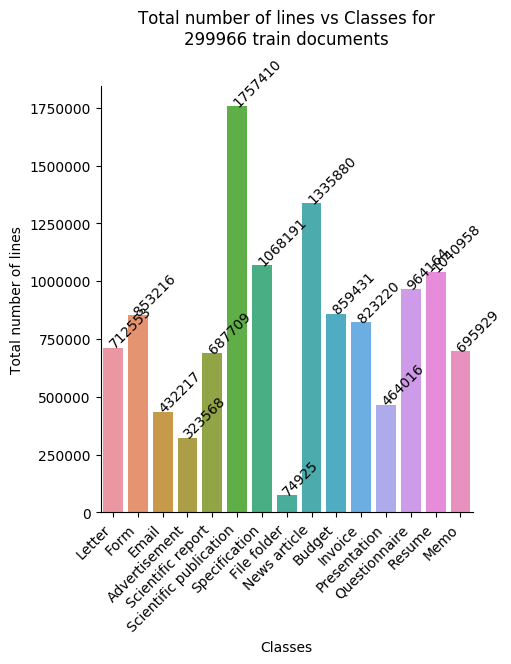 Total number of lines vs Classes for
299966 train documents
Total number of lines
1750000
1500000
1250000
1000000
750000
500000
250000
0
712553
853216
432217
323568
687709
1757410
1068191
74925
1335880
859431
823220
464016
964164
1040958
695929
Letter
Form
Email
Advertisement
Scientific report
Scientific publication
Specification
File folder
News article
Budget
Invoice
Presentation
Questionnaire
Resume
Memo
Classes